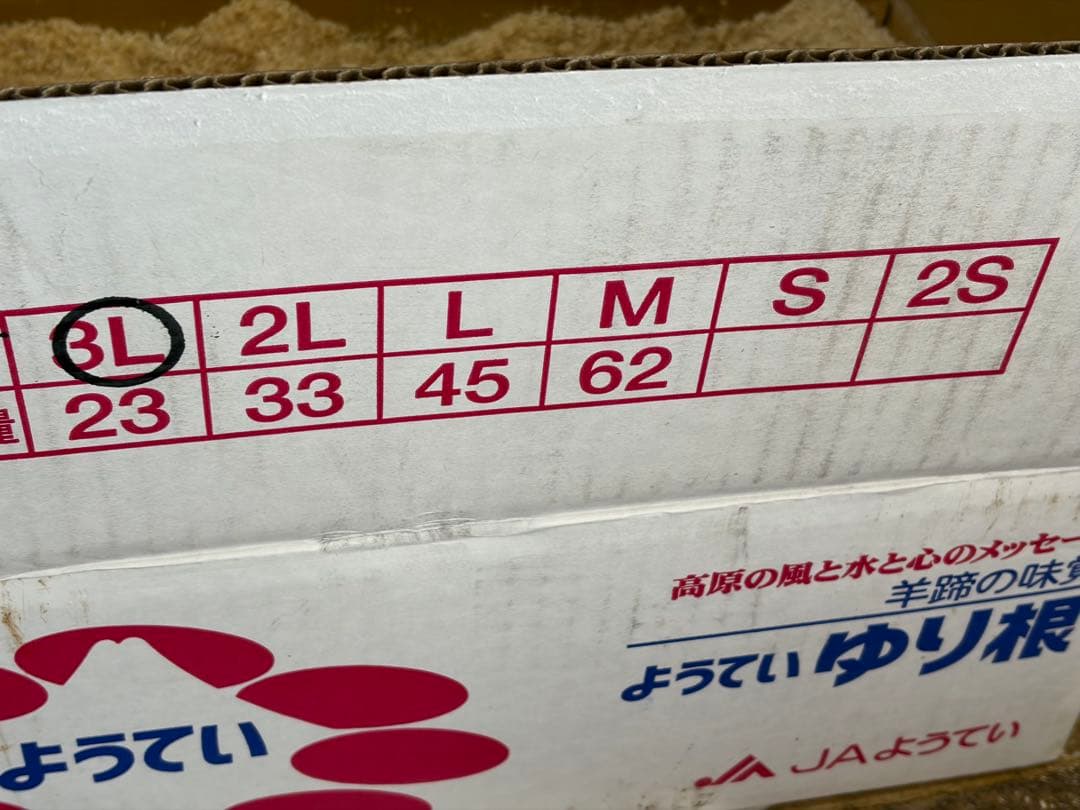 3L 2L L M S 2S
量 23 33 45 62
高原の風と水と心のメッセー
羊蹄の味覚
ようてい ゆり根
ようてい
JAようてい